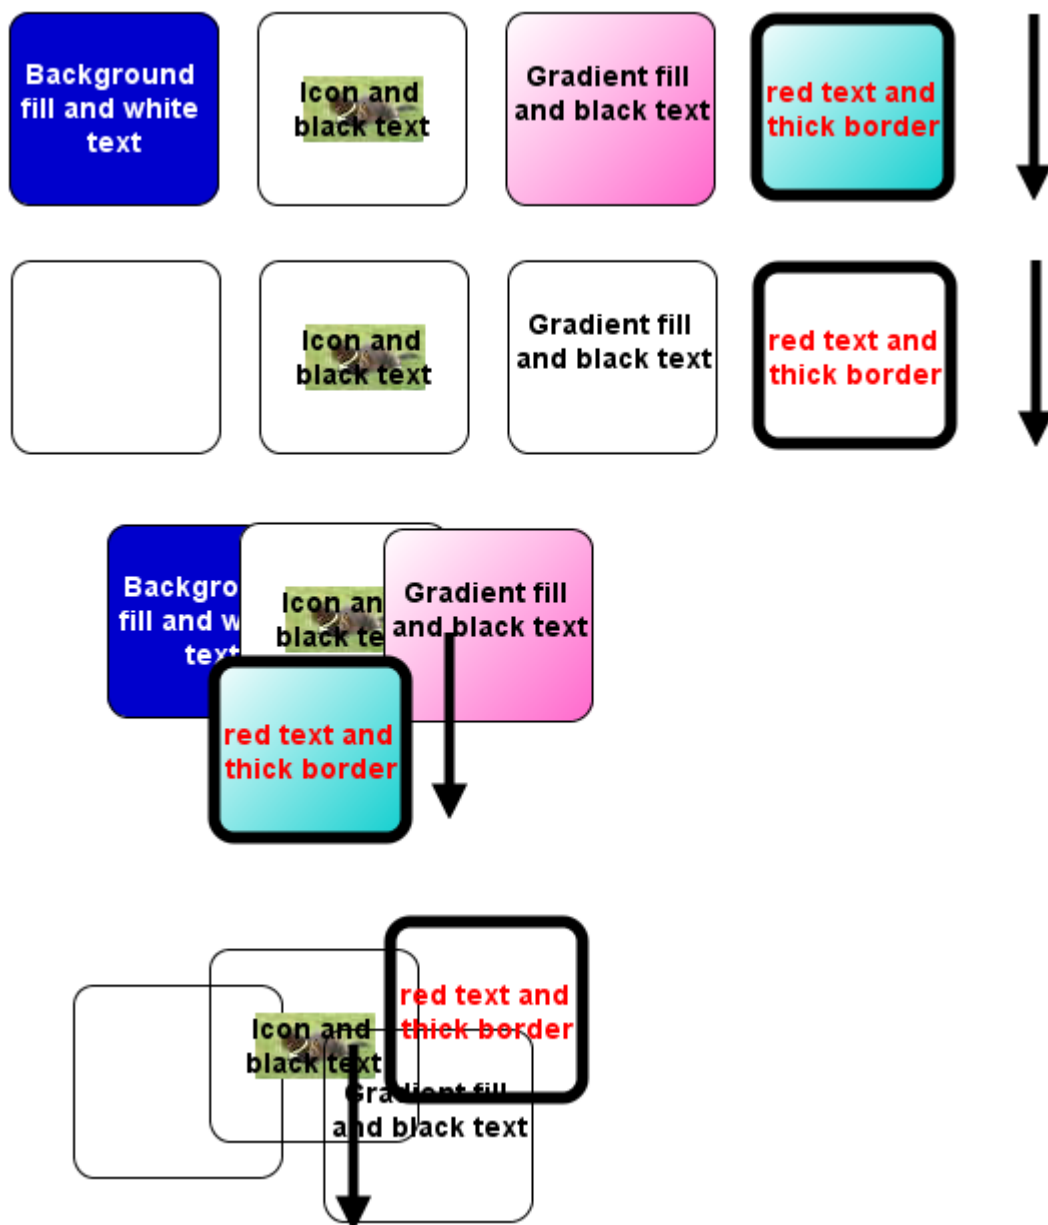 Background
fill and white
text
Icon and
black text
Gradient fill
and black text
red text and
thick border
Icon and
black text
Gradient fill
and black text
red text and
thick border
Backgro
fill and w
text
Icon an
black te
Gradient fill
and black text
red text and
thick border
red text and
thick border
Icon and
black text
Gradient fill
and black text